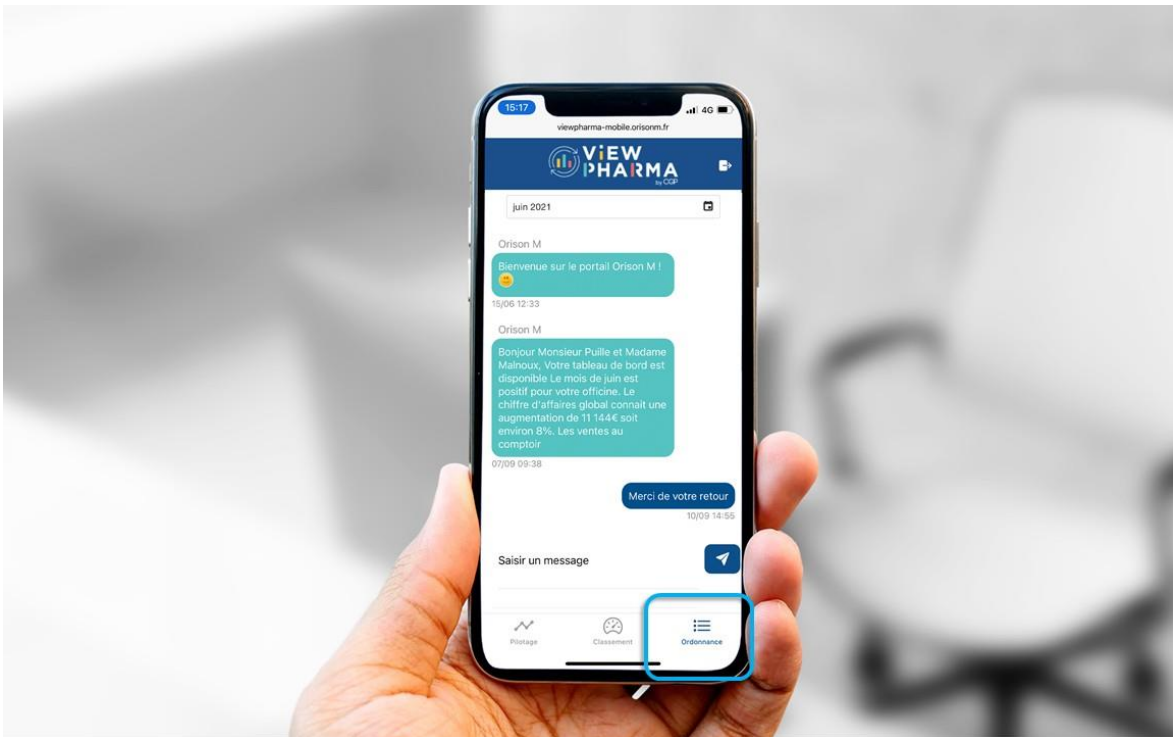 15:17
4G
viewpharma-mobile.orisonm.fr
ViEW
PHARMA
by CGP
juin 2021
Orison M
Bienvenue sur le portail Orison M !
15/06 12:33
Orison M
Bonjour Monsieur Puille et Madame
Malnoux, Votre tableau de bord est
disponible Le mois de juin est
positif pour votre officine. Le
chiffre d'affaires global connait une
augmentation de 11 144€ soit
environ 8%. Les ventes au
comptoir
07/09 09:38
Merci de votre retour
10/09 14:55
Saisir un message
Pilotage
Classement
Ordonnance